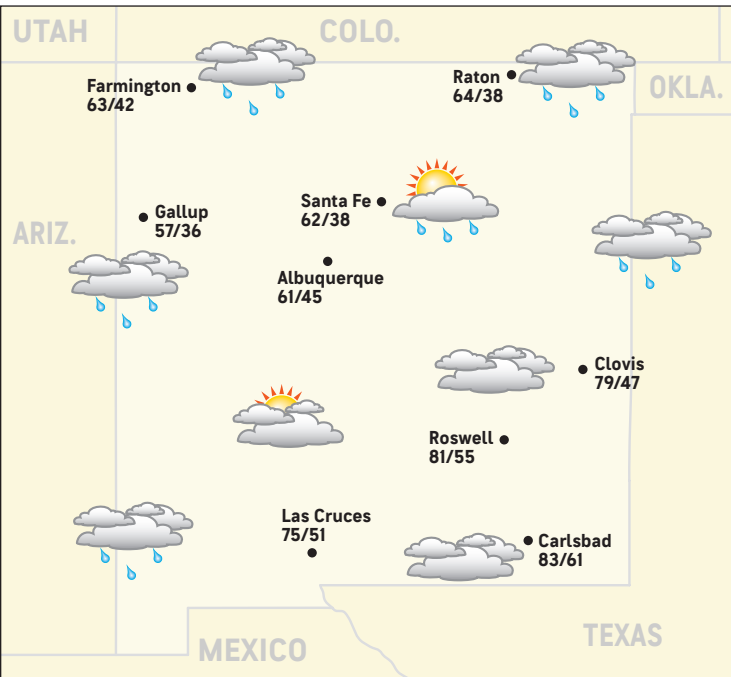 UTAH
COLO.
Farmington
63/42
Raton
64/38
OKLA.
ARIZ.
Gallup
57/36
Santa Fe
62/38
Albuquerque
61/45
Clovis
79/47
Roswell
81/55
Las Cruces
75/51
Carlsbad
83/61
MEXICO
TEXAS